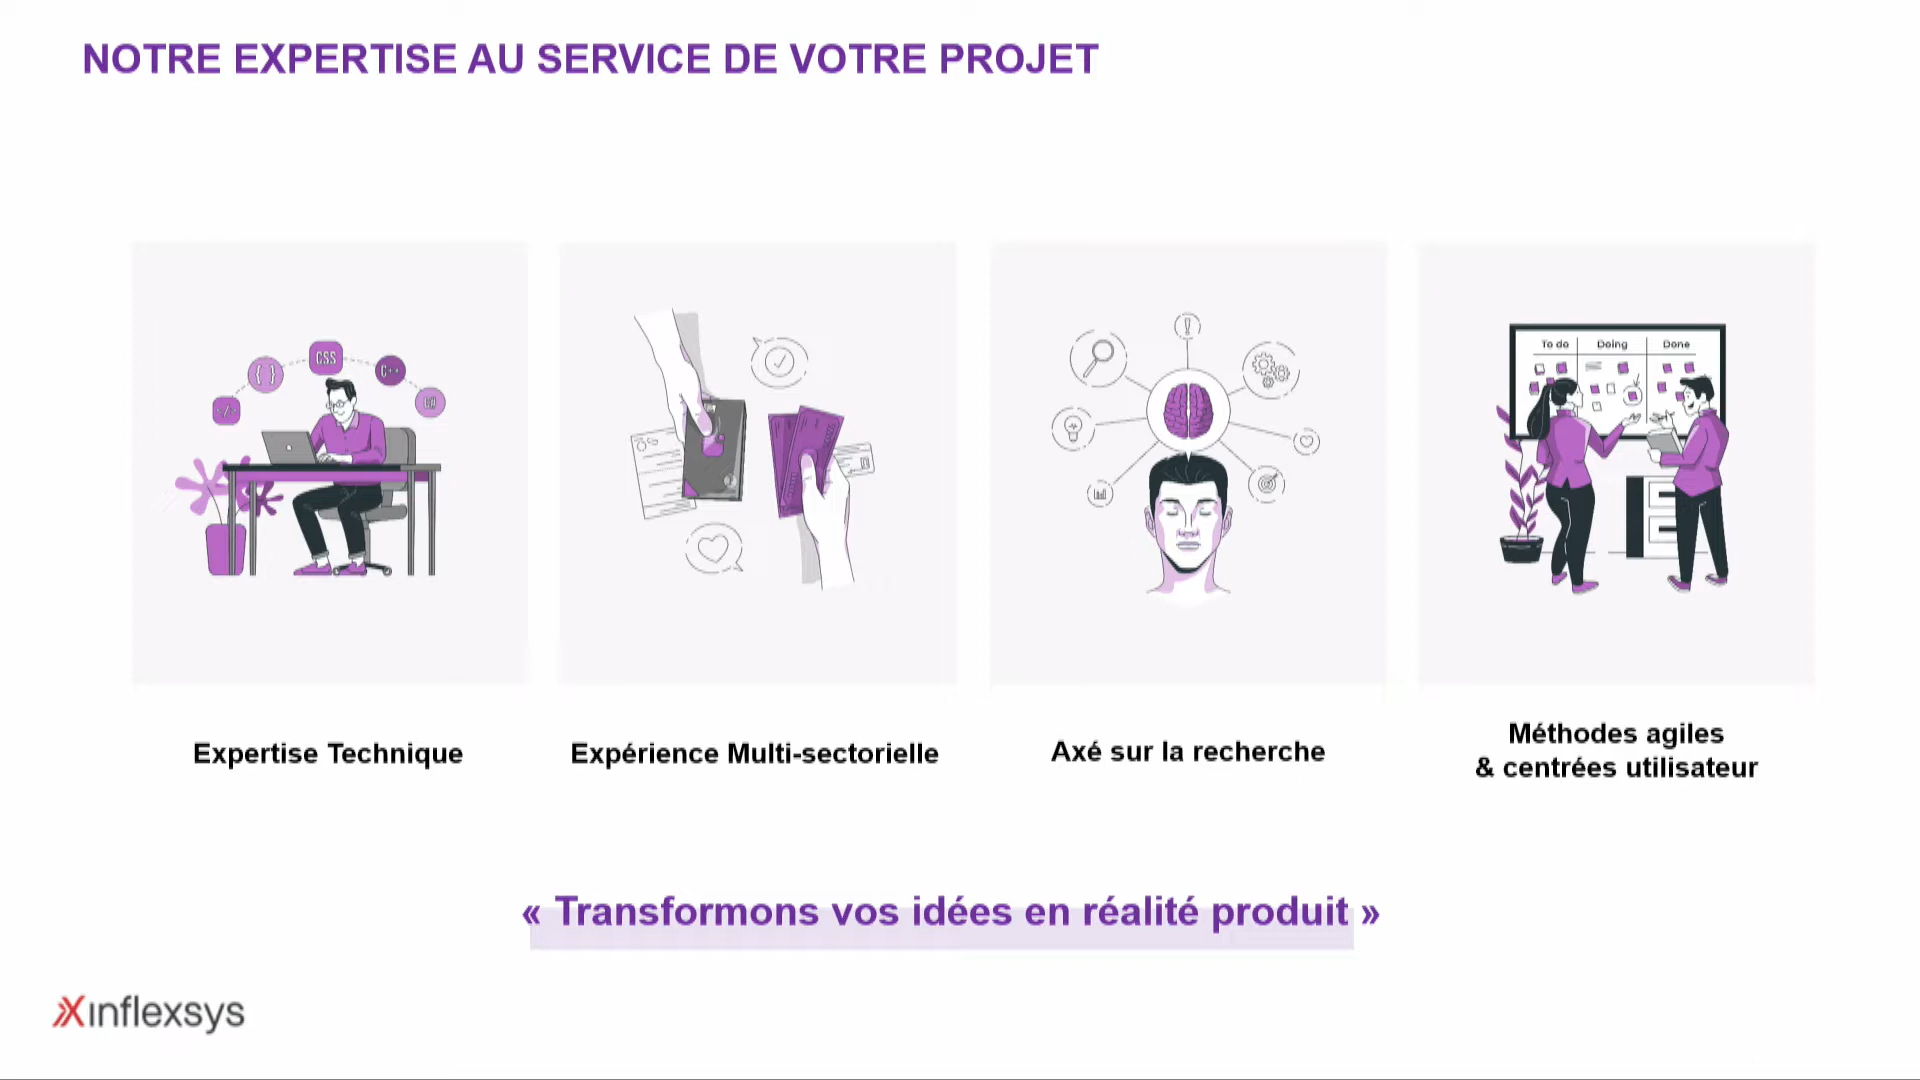 NOTRE EXPERTISE AU SERVICE DE VOTRE PROJET
CSS
{ }
C++
</>
C#
To do Doing Done
Expertise Technique
Expérience Multi-sectorielle
Axé sur la recherche
Méthodes agiles
& centrées utilisateur
« Transformons vos idées en réalité produit »
inflexsys